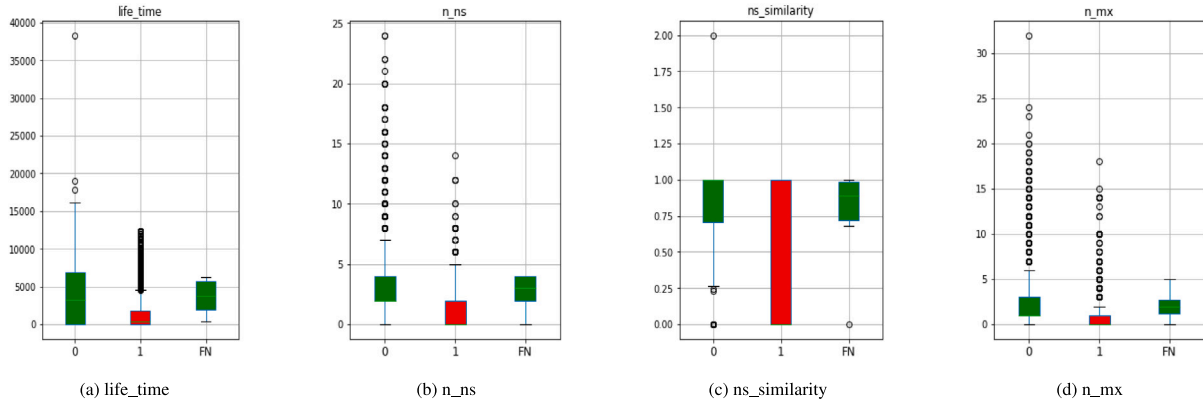 life_time
40000
35000
30000
25000
20000
15000
10000
5000
0
0 1 FN
(a) life_time
n_ns
25
20
15
10
5
0
0 1 FN
(b) n_ns
ns_similarity
2.00
1.75
1.50
1.25
1.00
0.75
0.50
0.25
0.00
0 1 FN
(c) ns_similarity
n_mx
30
25
20
15
10
5
0
0 1 FN
(d) n_mx